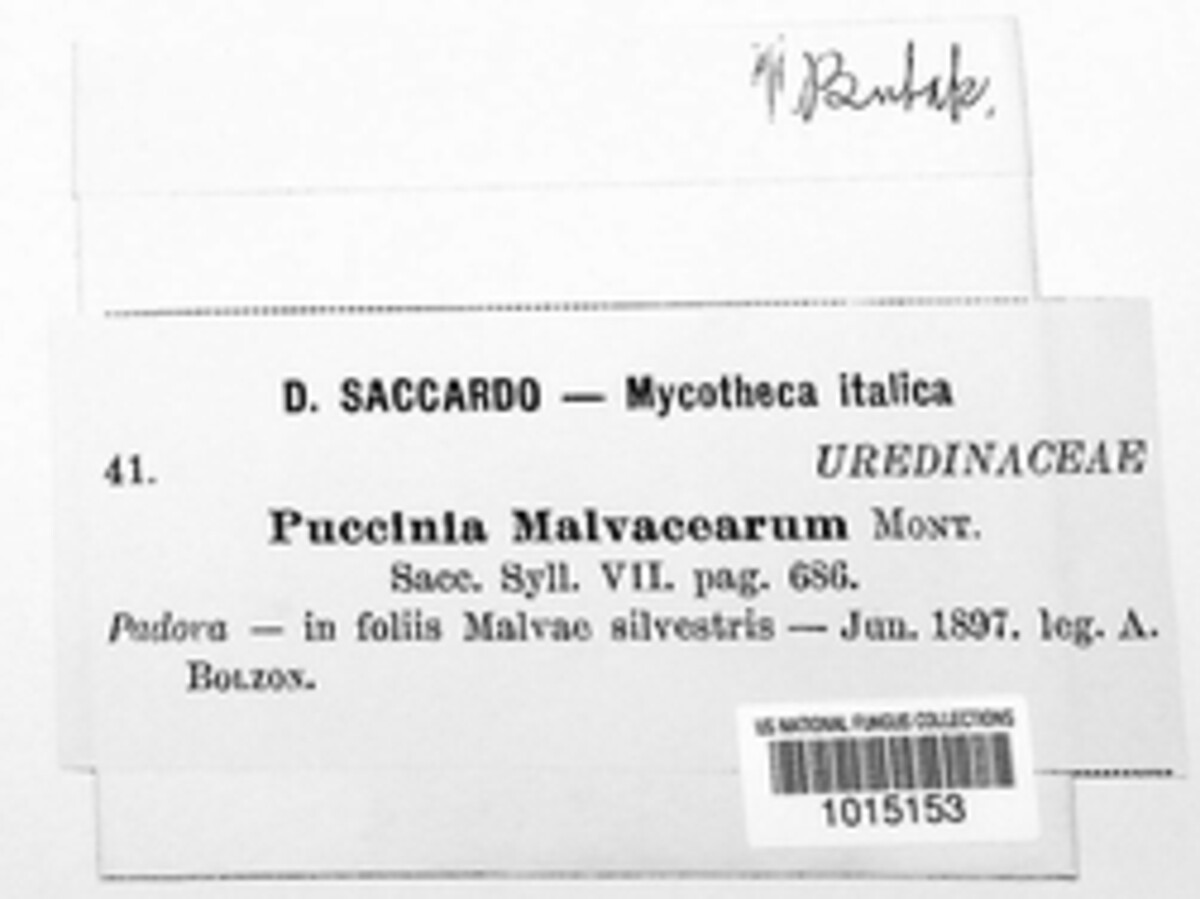 Bubak.
D. SACCARDO — Mycotheca italica
41.
UREDINACEAE
Puccinia Malvacearum MONT.
Sacc. Syll. VII. pag. 686.
Padova — in foliis Malvae silvestris — Jun. 1897. leg. A.
BOLZON.
US NATIONAL FUNGUS COLLECTIONS
1015153